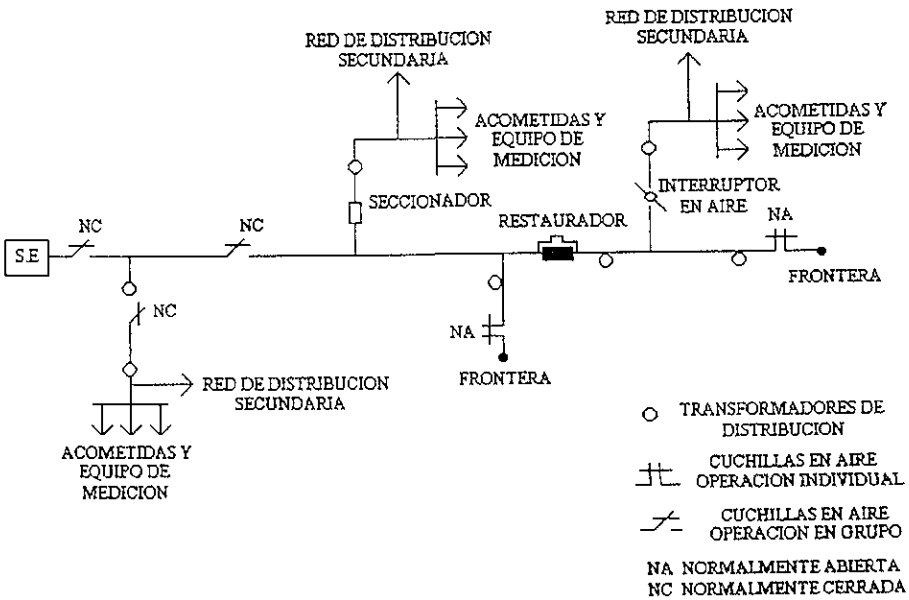 RED DE DISTRIBUCION
SECUNDARIA
RED DE DISTRIBUCION
SECUNDARIA
ACOMETIDAS Y
EQUIPO DE
MEDICION
ACOMETIDAS Y
EQUIPO DE
MEDICION
SECCIONADOR
INTERRUPTOR
EN AIRE
RESTAURADOR
NC
NC
NA
S.E
FRONTERA
NC
NA
FRONTERA
RED DE DISTRIBUCION
SECUNDARIA
ACOMETIDAS Y
EQUIPO DE
MEDICION
TRANSFORMADORES DE
DISTRIBUCION
CUCHILLAS EN AIRE
OPERACION INDIVIDUAL
CUCHILLAS EN AIRE
OPERACION EN GRUPO
NA NORMALMENTE ABIERTA
NC NORMALMENTE CERRADA